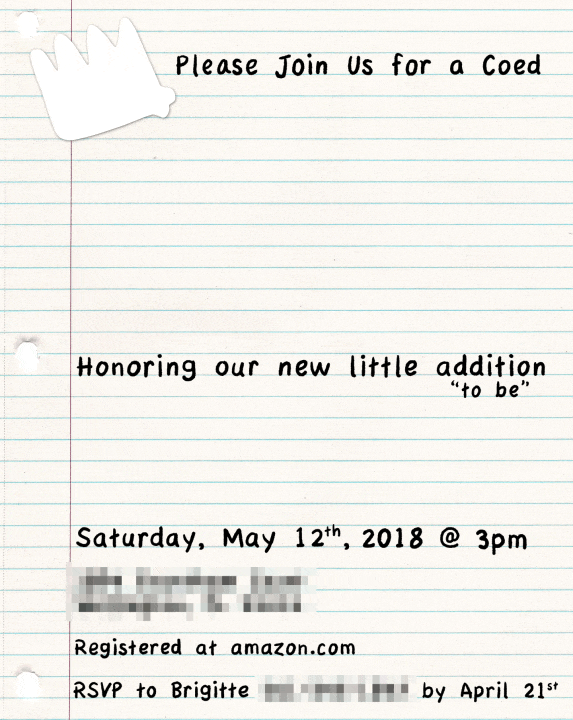 Please Join Us for a Coed
Honoring our new little addition
“to be”
Saturday, May 12th, 2018 @ 3pm
Registered at amazon.com
RSVP to Brigitte by April 21st